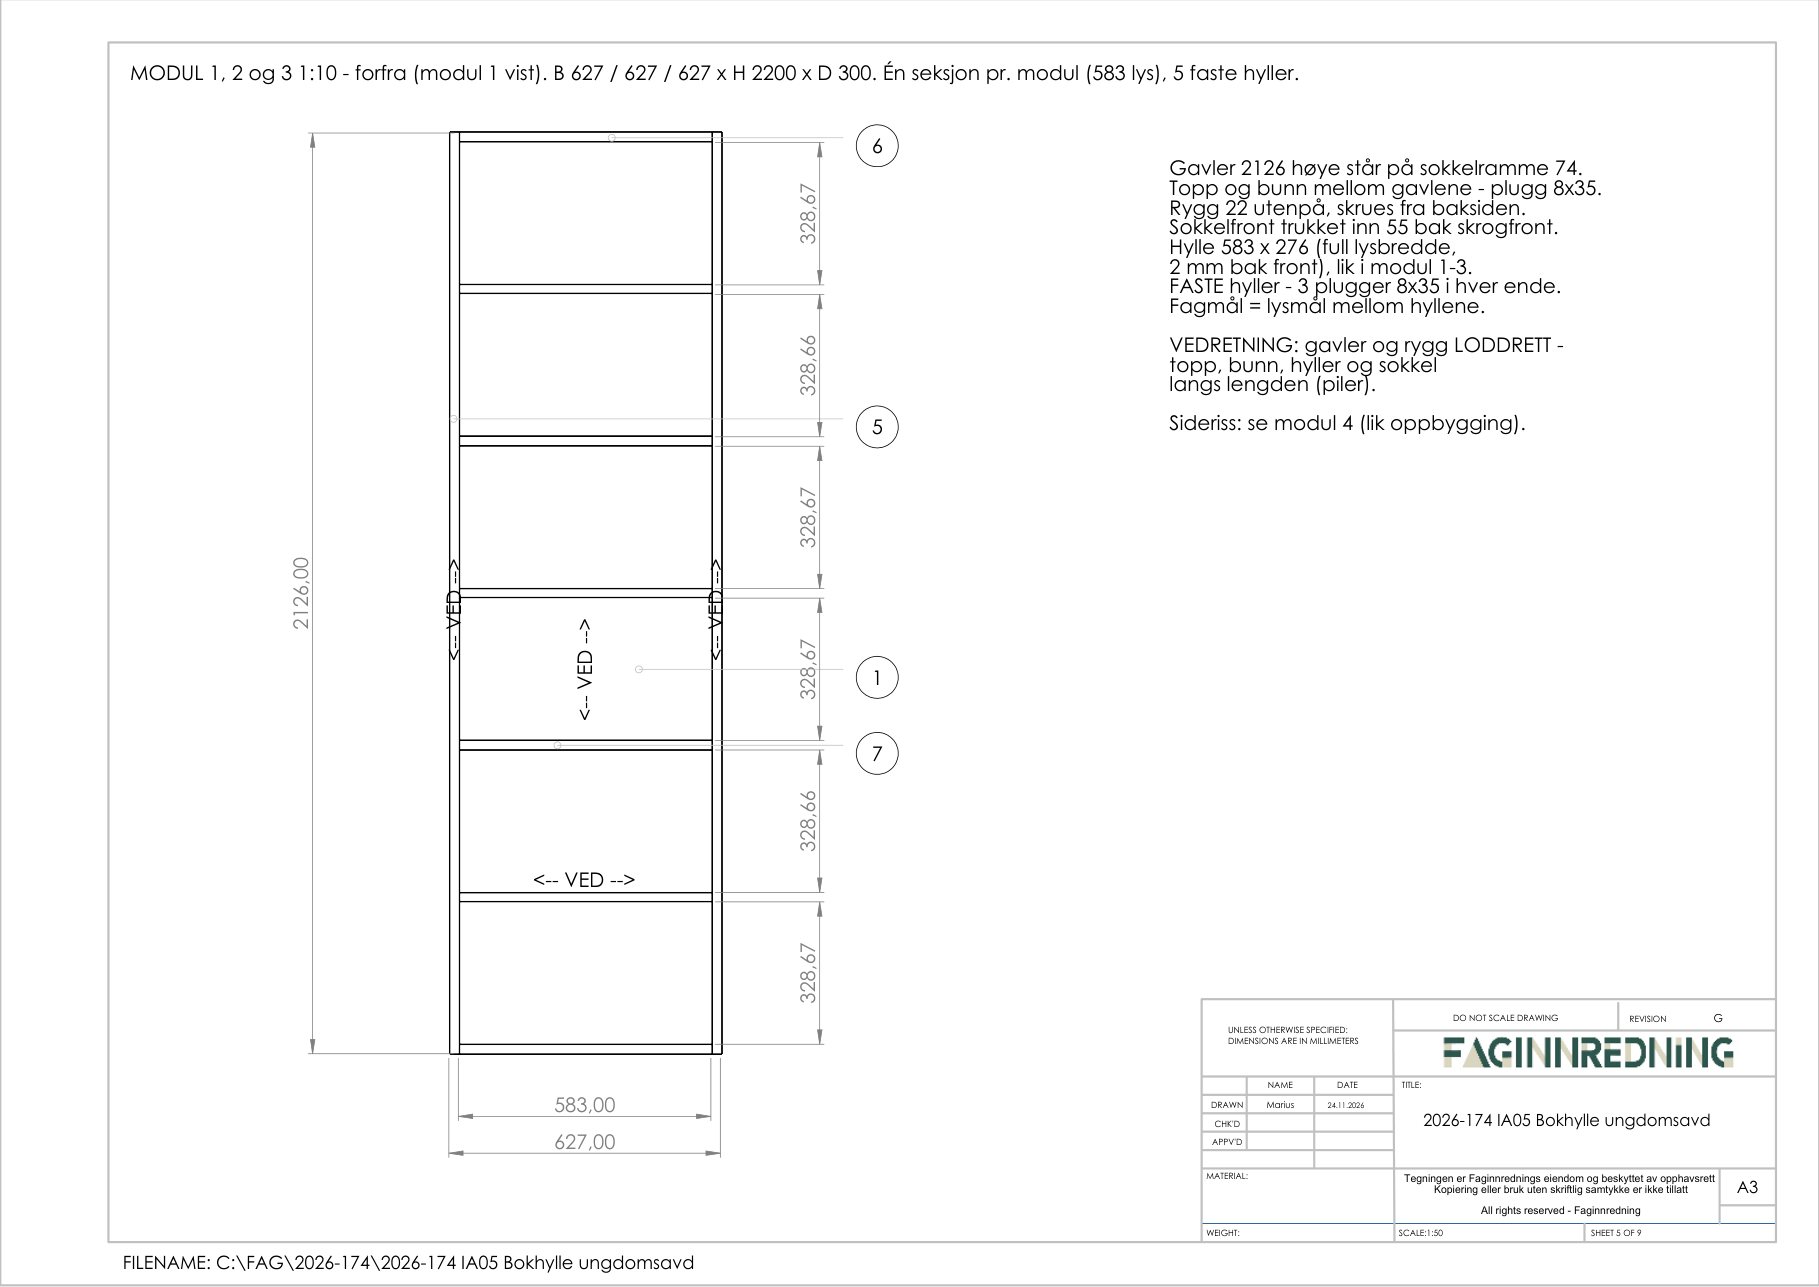 MODUL 1, 2 og 3 1:10 - forfra (modul 1 vist). B 627 / 627 / 627 x H 2200 x D 300. Én seksjon pr. modul (583 lys), 5 faste hyller.
6
328,67
Gavler 2126 høye står på sokkelramme 74.
Topp og bunn mellom gavlene - plugg 8x35.
Rygg 22 utenpå, skrues fra baksiden.
Sokkelfront trukket inn 55 bak skrogfront.
Hylle 583 x 276 (full lysbredde,
2 mm bak front), lik i modul 1-3.
FASTE hyller - 3 plugger 8x35 i hver ende.
Fagmål = lysmål mellom hyllene.
VEDRETNING: gavler og rygg LODDRETT -
topp, bunn, hyller og sokkel
langs lengden (piler).
Sideriss: se modul 4 (lik oppbygging).
328,66
5
328,67
2126,00
<-- VED -->
<-- VED -->
<-- VED -->
328,67
1
7
328,66
<-- VED -->
328,67
583,00
627,00
UNLESS OTHERWISE SPECIFIED:
DIMENSIONS ARE IN MILLIMETERS
DO NOT SCALE DRAWING
REVISION G
FAGINNREDNING
NAME DATE
DRAWN Marius 24.11.2026
CHK'D
APPV'D
TITLE:
2026-174 IA05 Bokhylle ungdomsavd
MATERIAL:
Tegningen er Faginnrednings eiendom og beskyttet av opphavsrett
Kopiering eller bruk uten skriftlig samtykke er ikke tillatt
All rights reserved - Faginnredning
A3
WEIGHT:
SCALE:1:50
SHEET 5 OF 9
FILENAME: C:\FAG\2026-174\2026-174 IA05 Bokhylle ungdomsavd